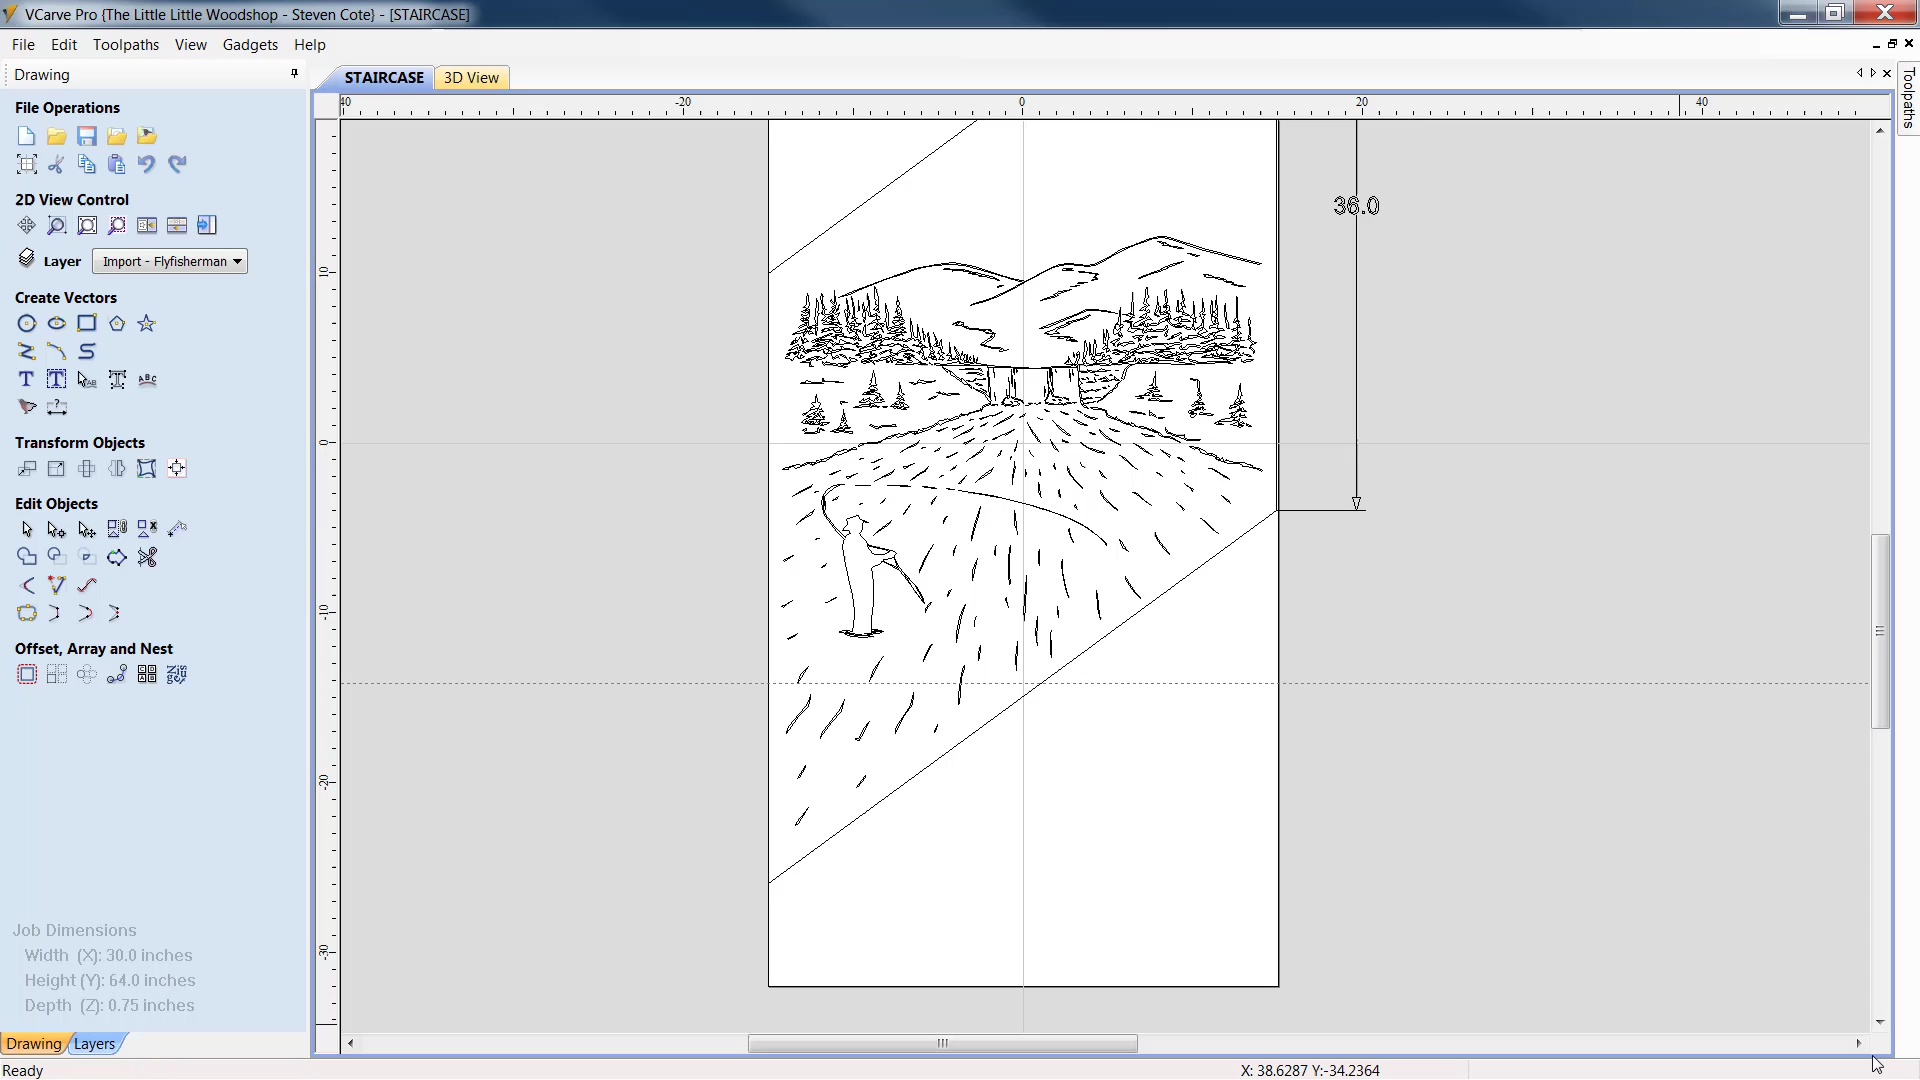 VCarve Pro {The Little Little Woodshop - Steven Cote} - [STAIRCASE]
File Edit Toolpaths View Gadgets Help
Drawing
STAIRCASE 3D View
Toolpaths
File Operations
2D View Control
Layer Import - Flyfisherman
Create Vectors
Transform Objects
Edit Objects
Offset, Array and Nest
40 -20 0 20 40
10
0
-10
-20
-30
36.0
Job Dimensions
Width (X): 30.0 inches
Height (Y): 64.0 inches
Depth (Z): 0.75 inches
Drawing Layers
Ready X: 38.6287 Y:-34.2364